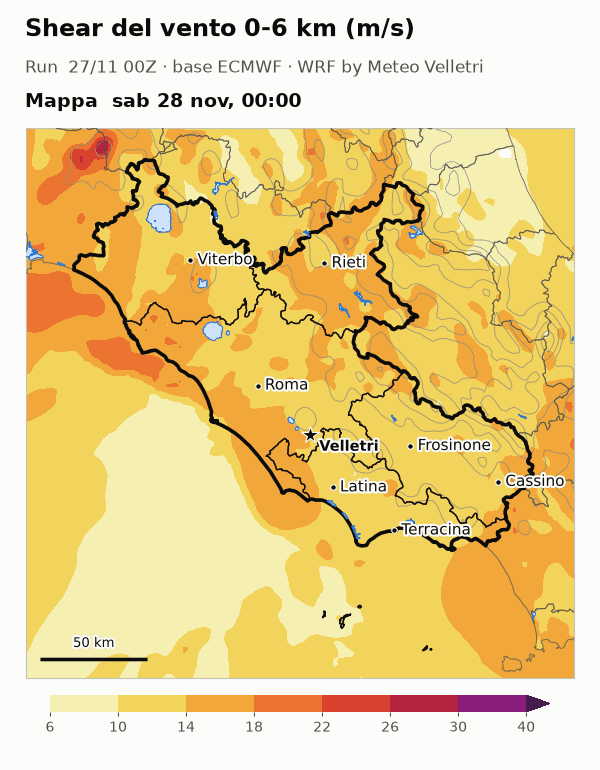 Shear del vento 0-6 km (m/s)
Run 27/11 00Z · base ECMWF · WRF by Meteo Velletri
Mappa sab 28 nov, 00:00
Viterbo
Rieti
Roma
Velletri
Frosinone
Cassino
Latina
Terracina
50 km
6 10 14 18 22 26 30 40